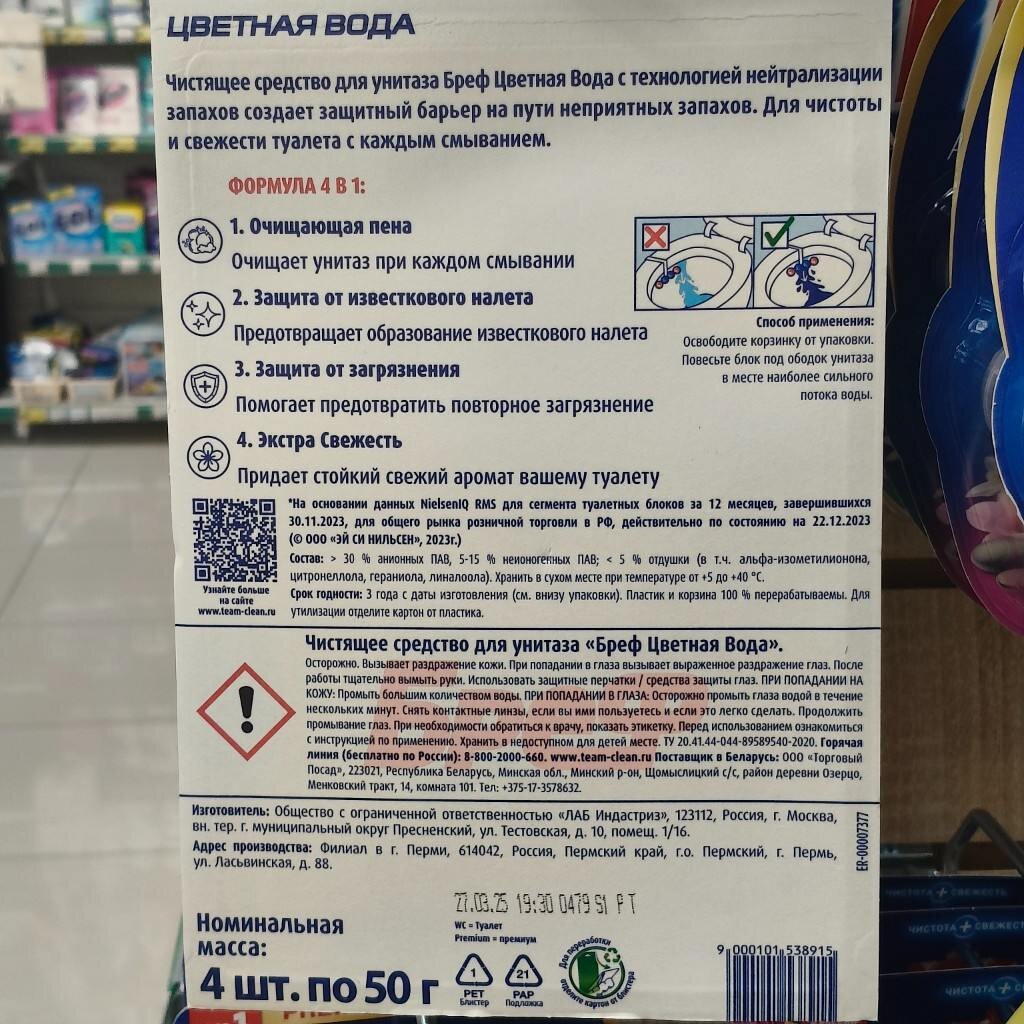 ЦВЕТНАЯ ВОДА
Чистящее средство для унитаза Бреф Цветная Вода с технологией нейтрализации
запахов создает защитный барьер на пути неприятных запахов. Для чистоты
и свежести туалета с каждым смыванием.
ФОРМУЛА 4 В 1:
1. Очищающая пена
Очищает унитаз при каждом смывании
2. Защита от известкового налета
Предотвращает образование известкового налета
3. Защита от загрязнения
Помогает предотвратить повторное загрязнение
4. Экстра Свежесть
Придает стойкий свежий аромат вашему туалету
Способ применения:
Освободите корзинку от упаковки.
Повесьте блок под ободок унитаза
в месте наиболее сильного
потока воды.
Узнайте больше
на сайте
www.team-clean.ru
*На основании данных NielsenIQ RMS для сегмента туалетных блоков за 12 месяцев, завершившихся
30.11.2023, для общего рынка розничной торговли в РФ, действительно по состоянию на 22.12.2023
(© ООО «ЭЙ СИ НИЛЬСЕН», 2023г.)
Состав: > 30 % анионных ПАВ, 5-15 % неионогенных ПАВ; < 5 % отдушки (в т.ч. альфа-изометилионона,
цитронеллола, гераниола, линалоола). Хранить в сухом месте при температуре от +5 до +40 °C.
Срок годности: 3 года с даты изготовления (см. внизу упаковки). Пластик и корзина 100 % перерабатываемы. Для
утилизации отделите картон от пластика.
Чистящее средство для унитаза «Бреф Цветная Вода».
Осторожно. Вызывает раздражение кожи. При попадании в глаза вызывает выраженное раздражение глаз. После
работы тщательно вымыть руки. Использовать защитные перчатки / средства защиты глаз. ПРИ ПОПАДАНИИ НА
КОЖУ: Промыть большим количеством воды. ПРИ ПОПАДАНИИ В ГЛАЗА: Осторожно промыть глаза водой в течение
нескольких минут. Снять контактные линзы, если вы ими пользуетесь и если это легко сделать. Продолжить
промывание глаз. При необходимости обратиться к врачу, показать этикетку. Перед использованием ознакомиться
с инструкцией по применению. Хранить в недоступном для детей месте. ТУ 20.41.44-044-89589540-2020. Горячая
линия (бесплатно по России): 8-800-2000-660. www.team-clean.ru Поставщик в Беларусь: ООО «Торговый
Посад», 223021, Республика Беларусь, Минская обл., Минский р-он, Щомыслицкий с/с, район деревни Озерцо,
Менковский тракт, 14, комната 101. Тел: +375-17-3578632.
Изготовитель: Общество с ограниченной ответственностью «ЛАБ Индастриз», 123112, Россия, г. Москва,
вн. тер. г. муниципальный округ Пресненский, ул. Тестовская, д. 10, помещ. 1/16.
Адрес производства: Филиал в г. Перми, 614042, Россия, Пермский край, г.о. Пермский, г. Пермь,
ул. Ласьвинская, д. 88.
ER-00007377
27.03.25 19:30 0479 S1 PT
WC = Туалет
Premium = премиум
Номинальная
масса:
4 шт. по 50 г
1
PET
Блистер
21
PAP
Подложка
Для переработки
отделите картон от блистера
9 000101 538915
ЧИСТОТА + СВЕЖЕСТЬ
ЧИСТОТА + СВЕЖЕСТ
ЧИСТОТА + СВЕ